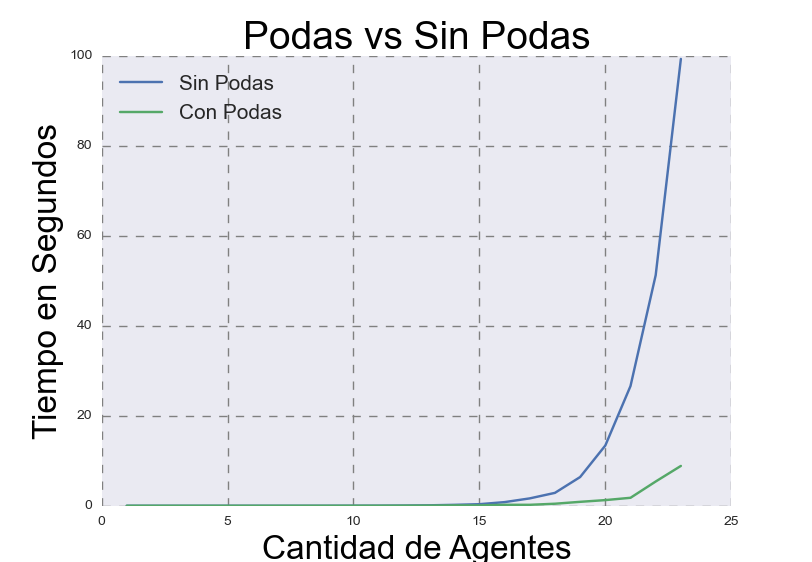 Podas vs Sin Podas
Sin Podas
Con Podas
Tiempo en Segundos
100
80
60
40
20
0
0 5 10 15 20 25
Cantidad de Agentes